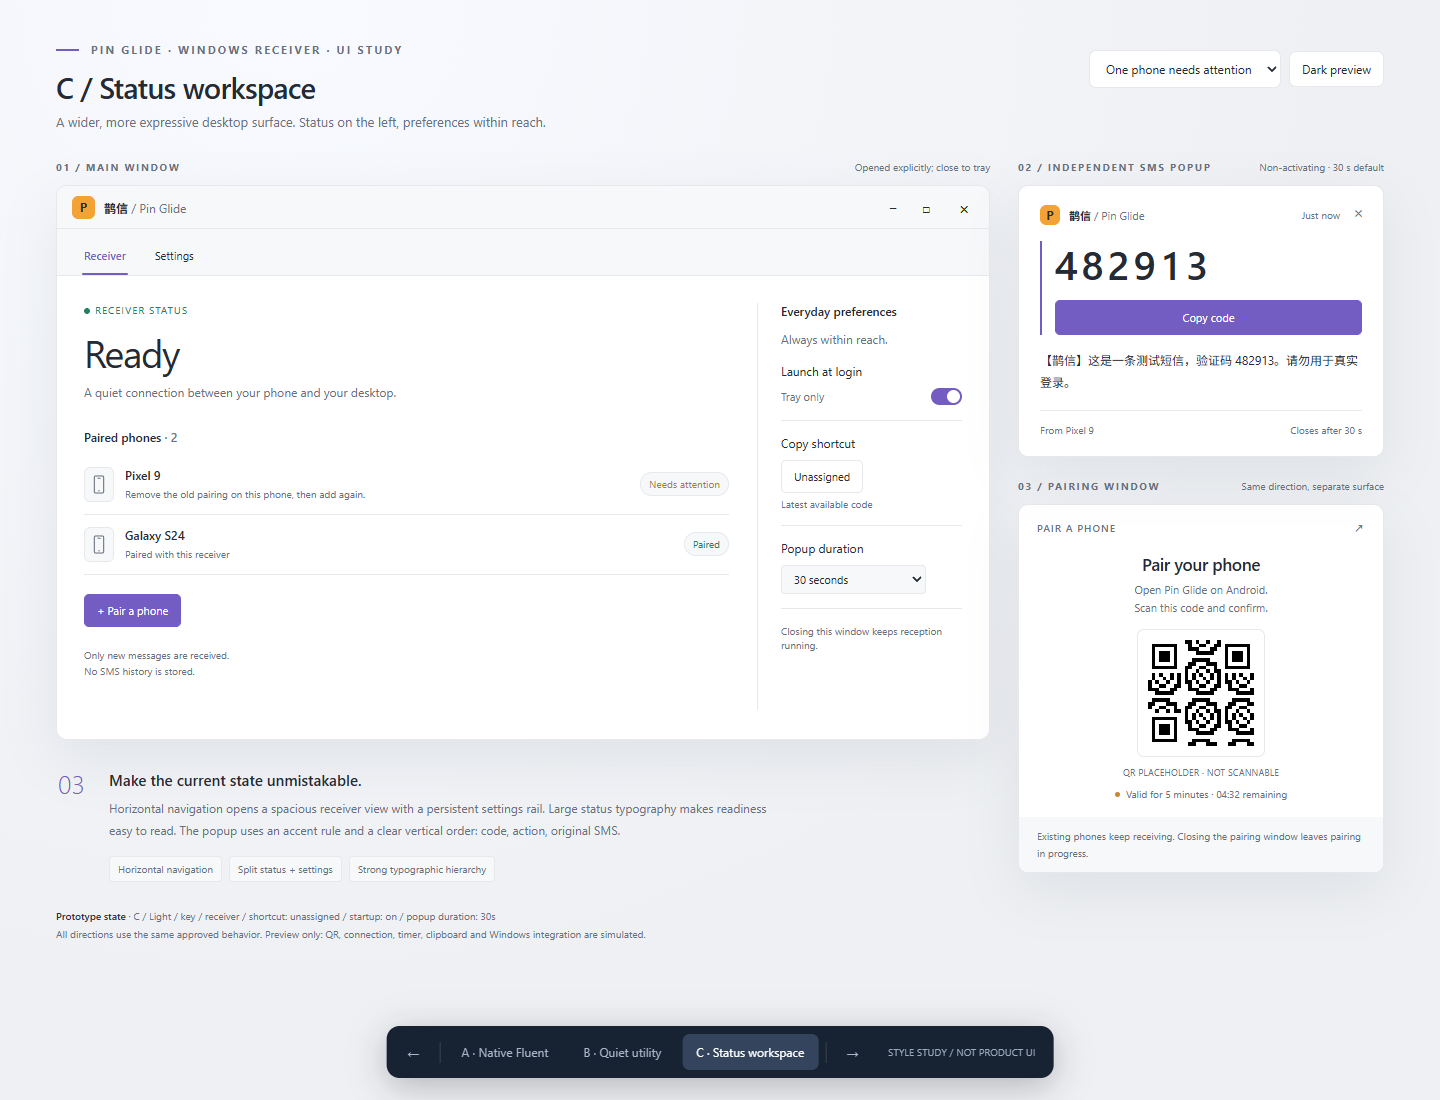 PIN GLIDE · WINDOWS RECEIVER · UI STUDY
C / Status workspace
A wider, more expressive desktop surface. Status on the left, preferences within reach.
One phone needs attention
Dark preview
01 / MAIN WINDOW
Opened explicitly; close to tray
P
鹊信 / Pin Glide
Receiver
Settings
RECEIVER STATUS
Ready
A quiet connection between your phone and your desktop.
Paired phones · 2
Pixel 9
Remove the old pairing on this phone, then add again.
Needs attention
Galaxy S24
Paired with this receiver
Paired
+ Pair a phone
Only new messages are received.
No SMS history is stored.
Everyday preferences
Always within reach.
Launch at login
Tray only
Copy shortcut
Unassigned
Latest available code
Popup duration
30 seconds
Closing this window keeps reception
running.
02 / INDEPENDENT SMS POPUP
Non-activating · 30 s default
P
鹊信 / Pin Glide
Just now
482913
Copy code
【鹊信】这是一条测试短信，验证码 482913。请勿用于真实
登录。
From Pixel 9
Closes after 30 s
03 / PAIRING WINDOW
Same direction, separate surface
PAIR A PHONE
Pair your phone
Open Pin Glide on Android.
Scan this code and confirm.
QR PLACEHOLDER · NOT SCANNABLE
Valid for 5 minutes · 04:32 remaining
Existing phones keep receiving. Closing the pairing window leaves pairing
in progress.
03
Make the current state unmistakable.
Horizontal navigation opens a spacious receiver view with a persistent settings rail. Large status typography makes readiness
easy to read. The popup uses an accent rule and a clear vertical order: code, action, original SMS.
Horizontal navigation
Split status + settings
Strong typographic hierarchy
Prototype state · C / Light / key / receiver / shortcut: unassigned / startup: on / popup duration: 30s
All directions use the same approved behavior. Preview only: QR, connection, timer, clipboard and Windows integration are simulated.
← A · Native Fluent B · Quiet utility C · Status workspace → STYLE STUDY / NOT PRODUCT UI